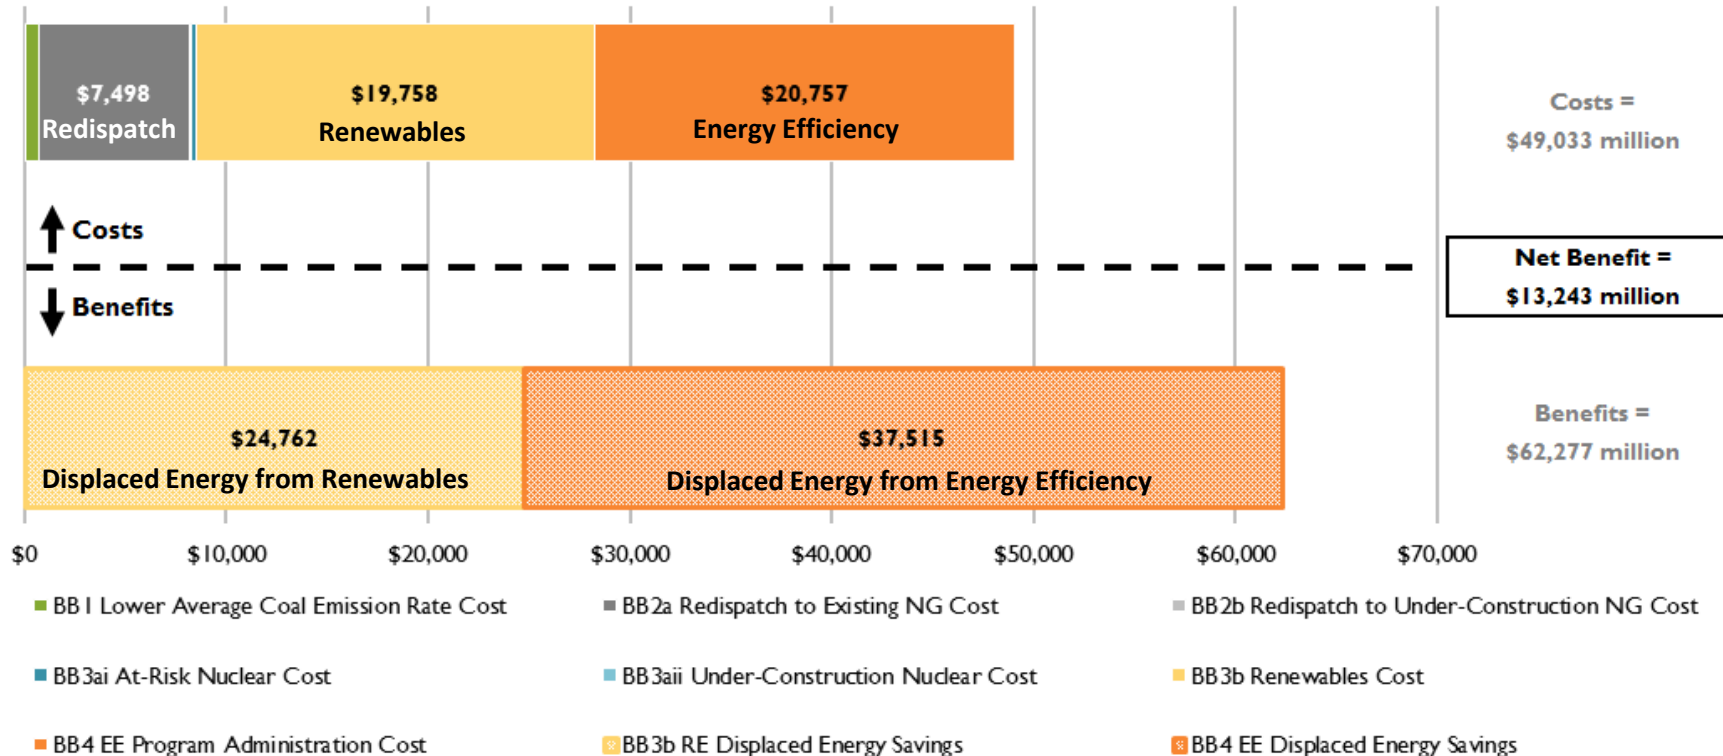 $7,498
Redispatch
$19,758
Renewables
$20,757
Energy Efficiency
Costs =
$49,033 million
Costs
Net Benefit =
$13,243 million
Benefits
$24,762
Displaced Energy from Renewables
$37,515
Displaced Energy from Energy Efficiency
Benefits =
$62,277 million
$0 $10,000 $20,000 $30,000 $40,000 $50,000 $60,000 $70,000
BB1 Lower Average Coal Emission Rate Cost BB2a Redispatch to Existing NG Cost BB2b Redispatch to Under-Construction NG Cost
BB3ai At-Risk Nuclear Cost BB3aii Under-Construction Nuclear Cost BB3b Renewables Cost
BB4 EE Program Administration Cost BB3b RE Displaced Energy Savings BB4 EE Displaced Energy Savings